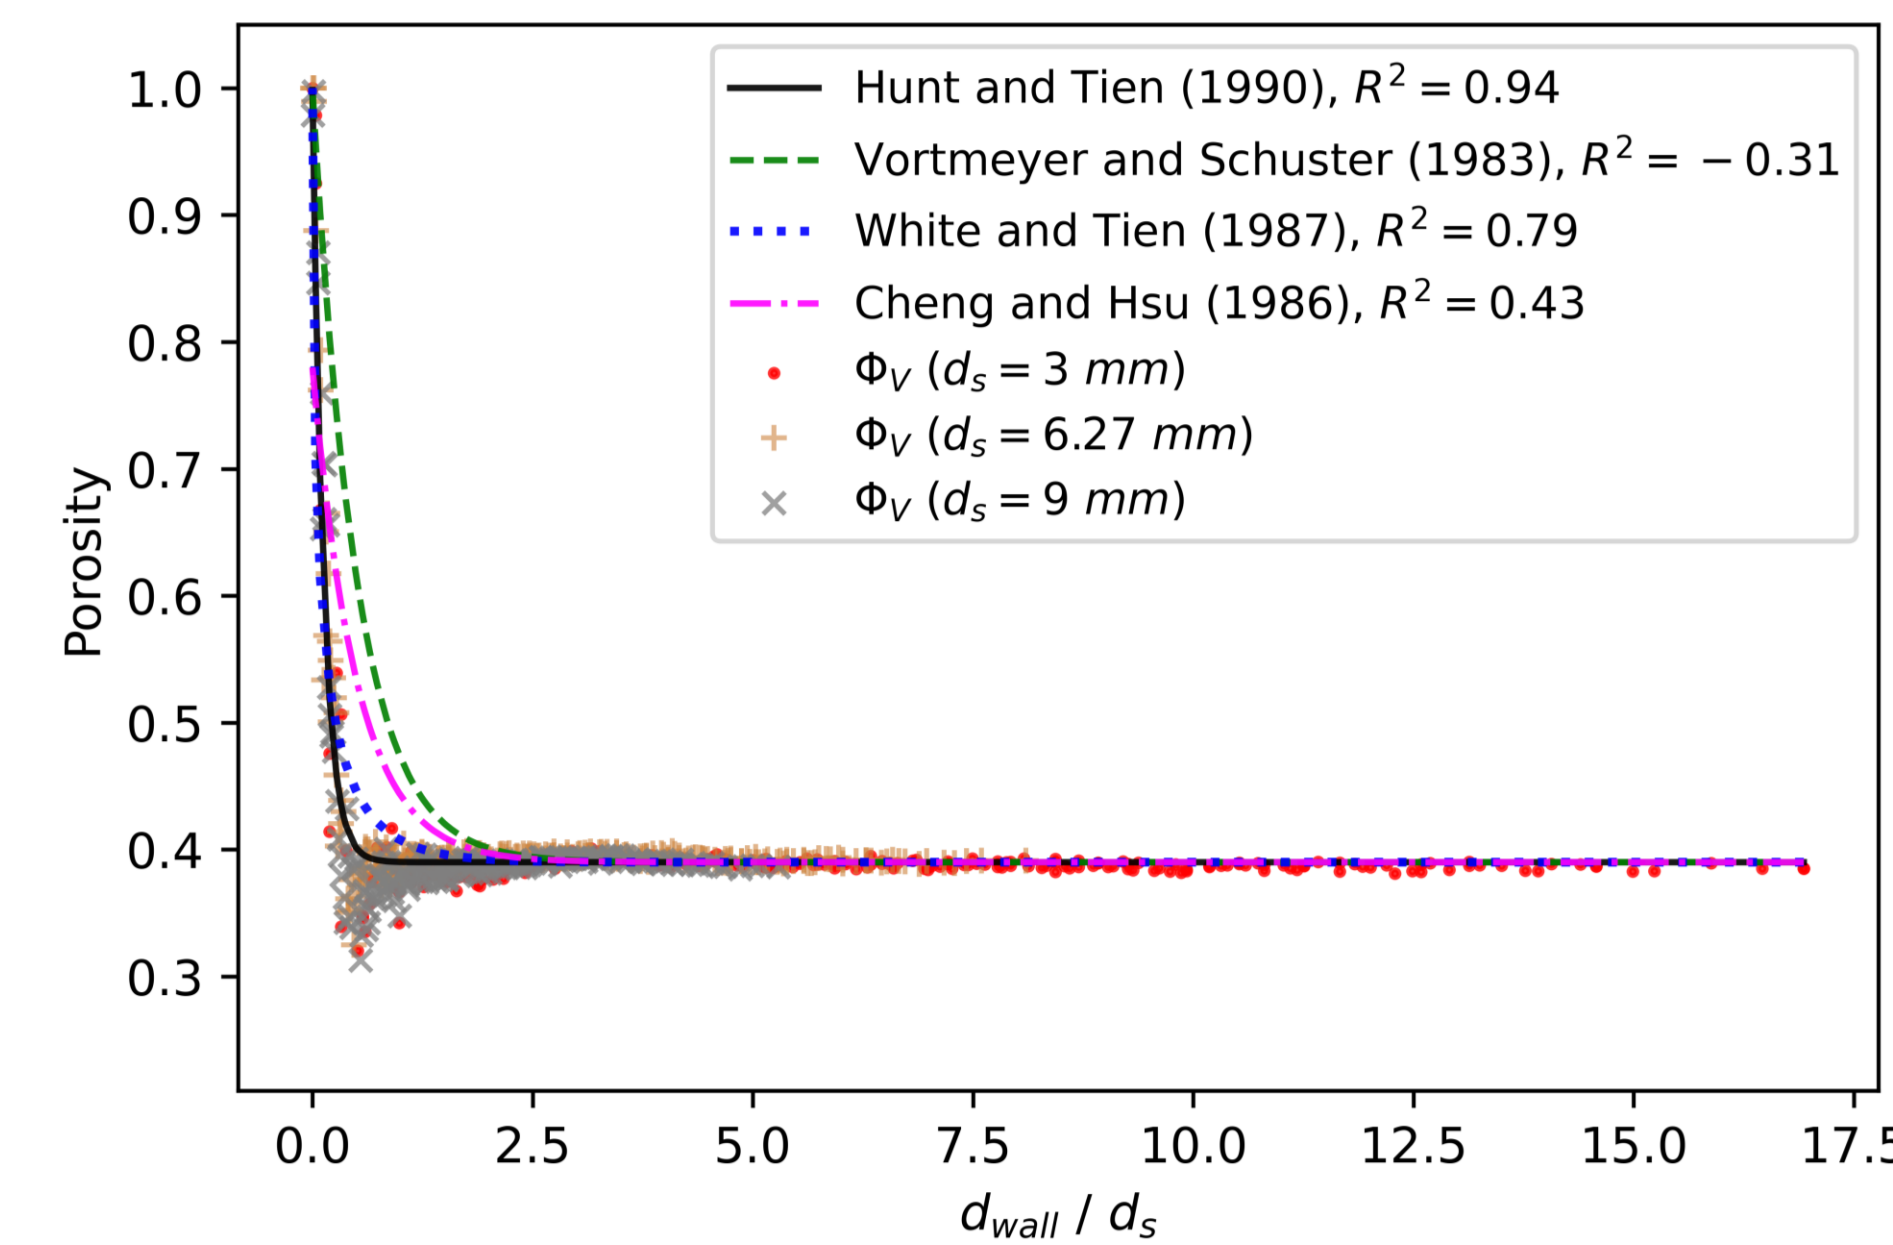 Hunt and Tien (1990), R² = 0.94
Vortmeyer and Schuster (1983), R² = −0.31
White and Tien (1987), R² = 0.79
Cheng and Hsu (1986), R² = 0.43
Φ_V (d_s = 3 mm)
Φ_V (d_s = 6.27 mm)
Φ_V (d_s = 9 mm)
Porosity
1.0
0.9
0.8
0.7
0.6
0.5
0.4
0.3
0.0 2.5 5.0 7.5 10.0 12.5 15.0 17.5
d_wall / d_s